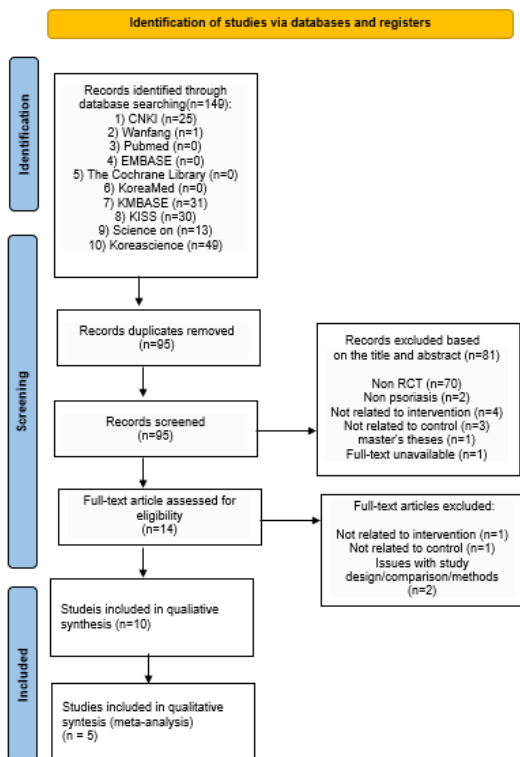 Identification of studies via databases and registers
Identification
Records identified through
database searching(n=149):
1) CNKI (n=25)
2) Wanfang (n=1)
3) Pubmed (n=0)
4) EMBASE (n=0)
5) The Cochrane Library (n=0)
6) KoreaMed (n=0)
7) KMBASE (n=31)
8) KISS (n=30)
9) Science on (n=13)
10) Koreascience (n=49)
Screening
Records duplicates removed
(n=95)
Records screened
(n=95)
Records excluded based
on the title and abstract (n=81)
Non RCT (n=70)
Non psoriasis (n=2)
Not related to intervention (n=4)
Not related to control (n=3)
master's theses (n=1)
Full-text unavailable (n=1)
Full-text article assessed for
eligibility
(n=14)
Full-text articles excluded:
Not related to intervention (n=1)
Not related to control (n=1)
Issues with study
design/comparison/methods
(n=2)
Included
Studeis included in qualiative
synthesis (n=10)
Studies included in qualitative
syntesis (meta-analysis)
(n = 5)